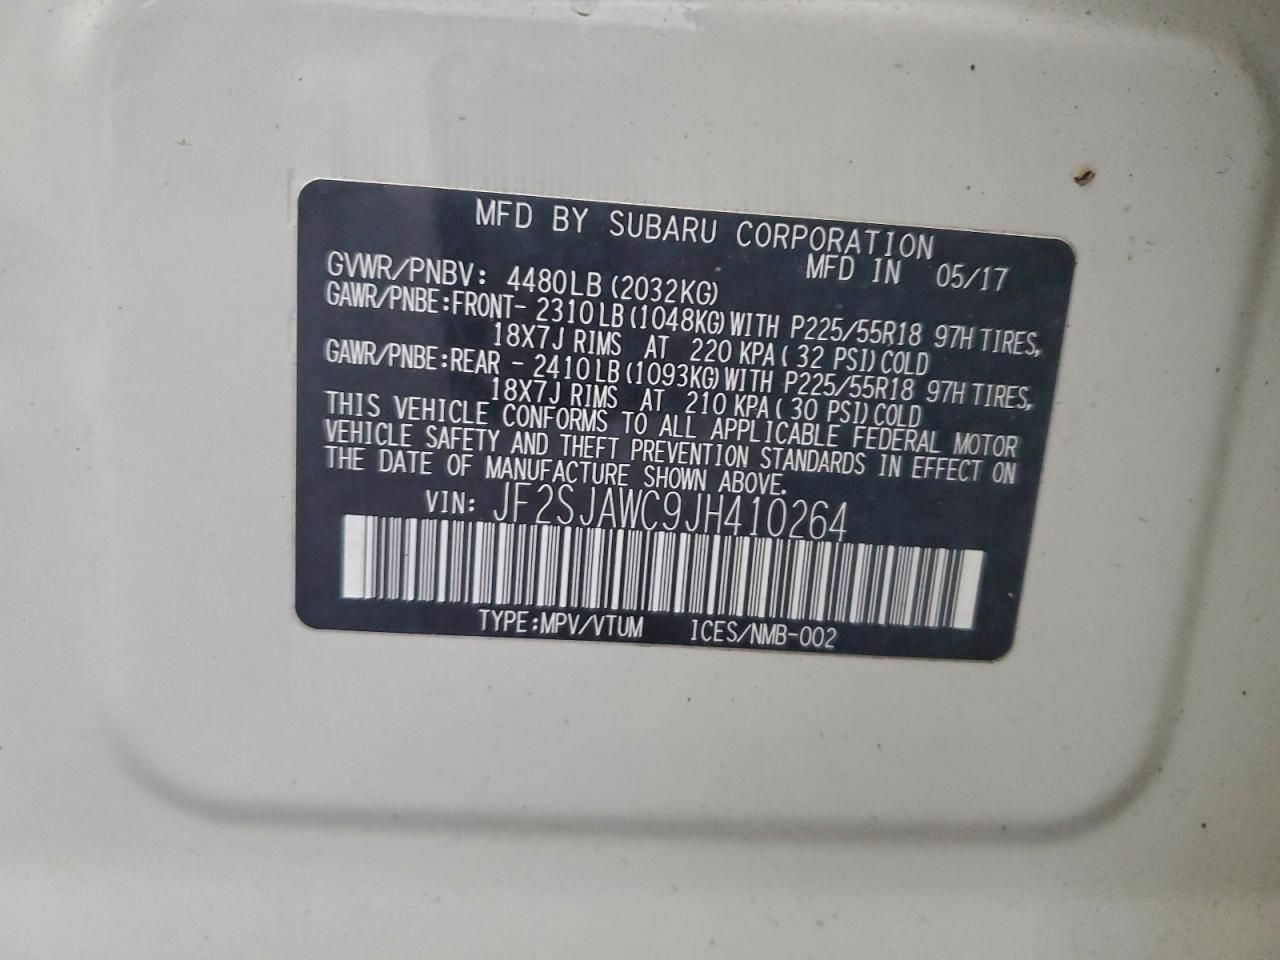 MFD BY SUBARU CORPORATION
MFD IN 05/17
GVWR/PNBV: 4480LB(2032KG)
GAWR/PNBE:FRONT- 2310LB(1048KG)WITH P225/55R18 97H TIRES,
18X7J RIMS AT 220 KPA( 32 PSI)COLD
GAWR/PNBE:REAR - 2410LB(1093KG)WITH P225/55R18 97H TIRES,
18X7J RIMS AT 210 KPA( 30 PSI)COLD
THIS VEHICLE CONFORMS TO ALL APPLICABLE FEDERAL MOTOR
VEHICLE SAFETY AND THEFT PREVENTION STANDARDS IN EFFECT ON
THE DATE OF MANUFACTURE SHOWN ABOVE.
VIN: JF2SJAWC9JH410264
TYPE:MPV/VTUM ICES/NMB-002